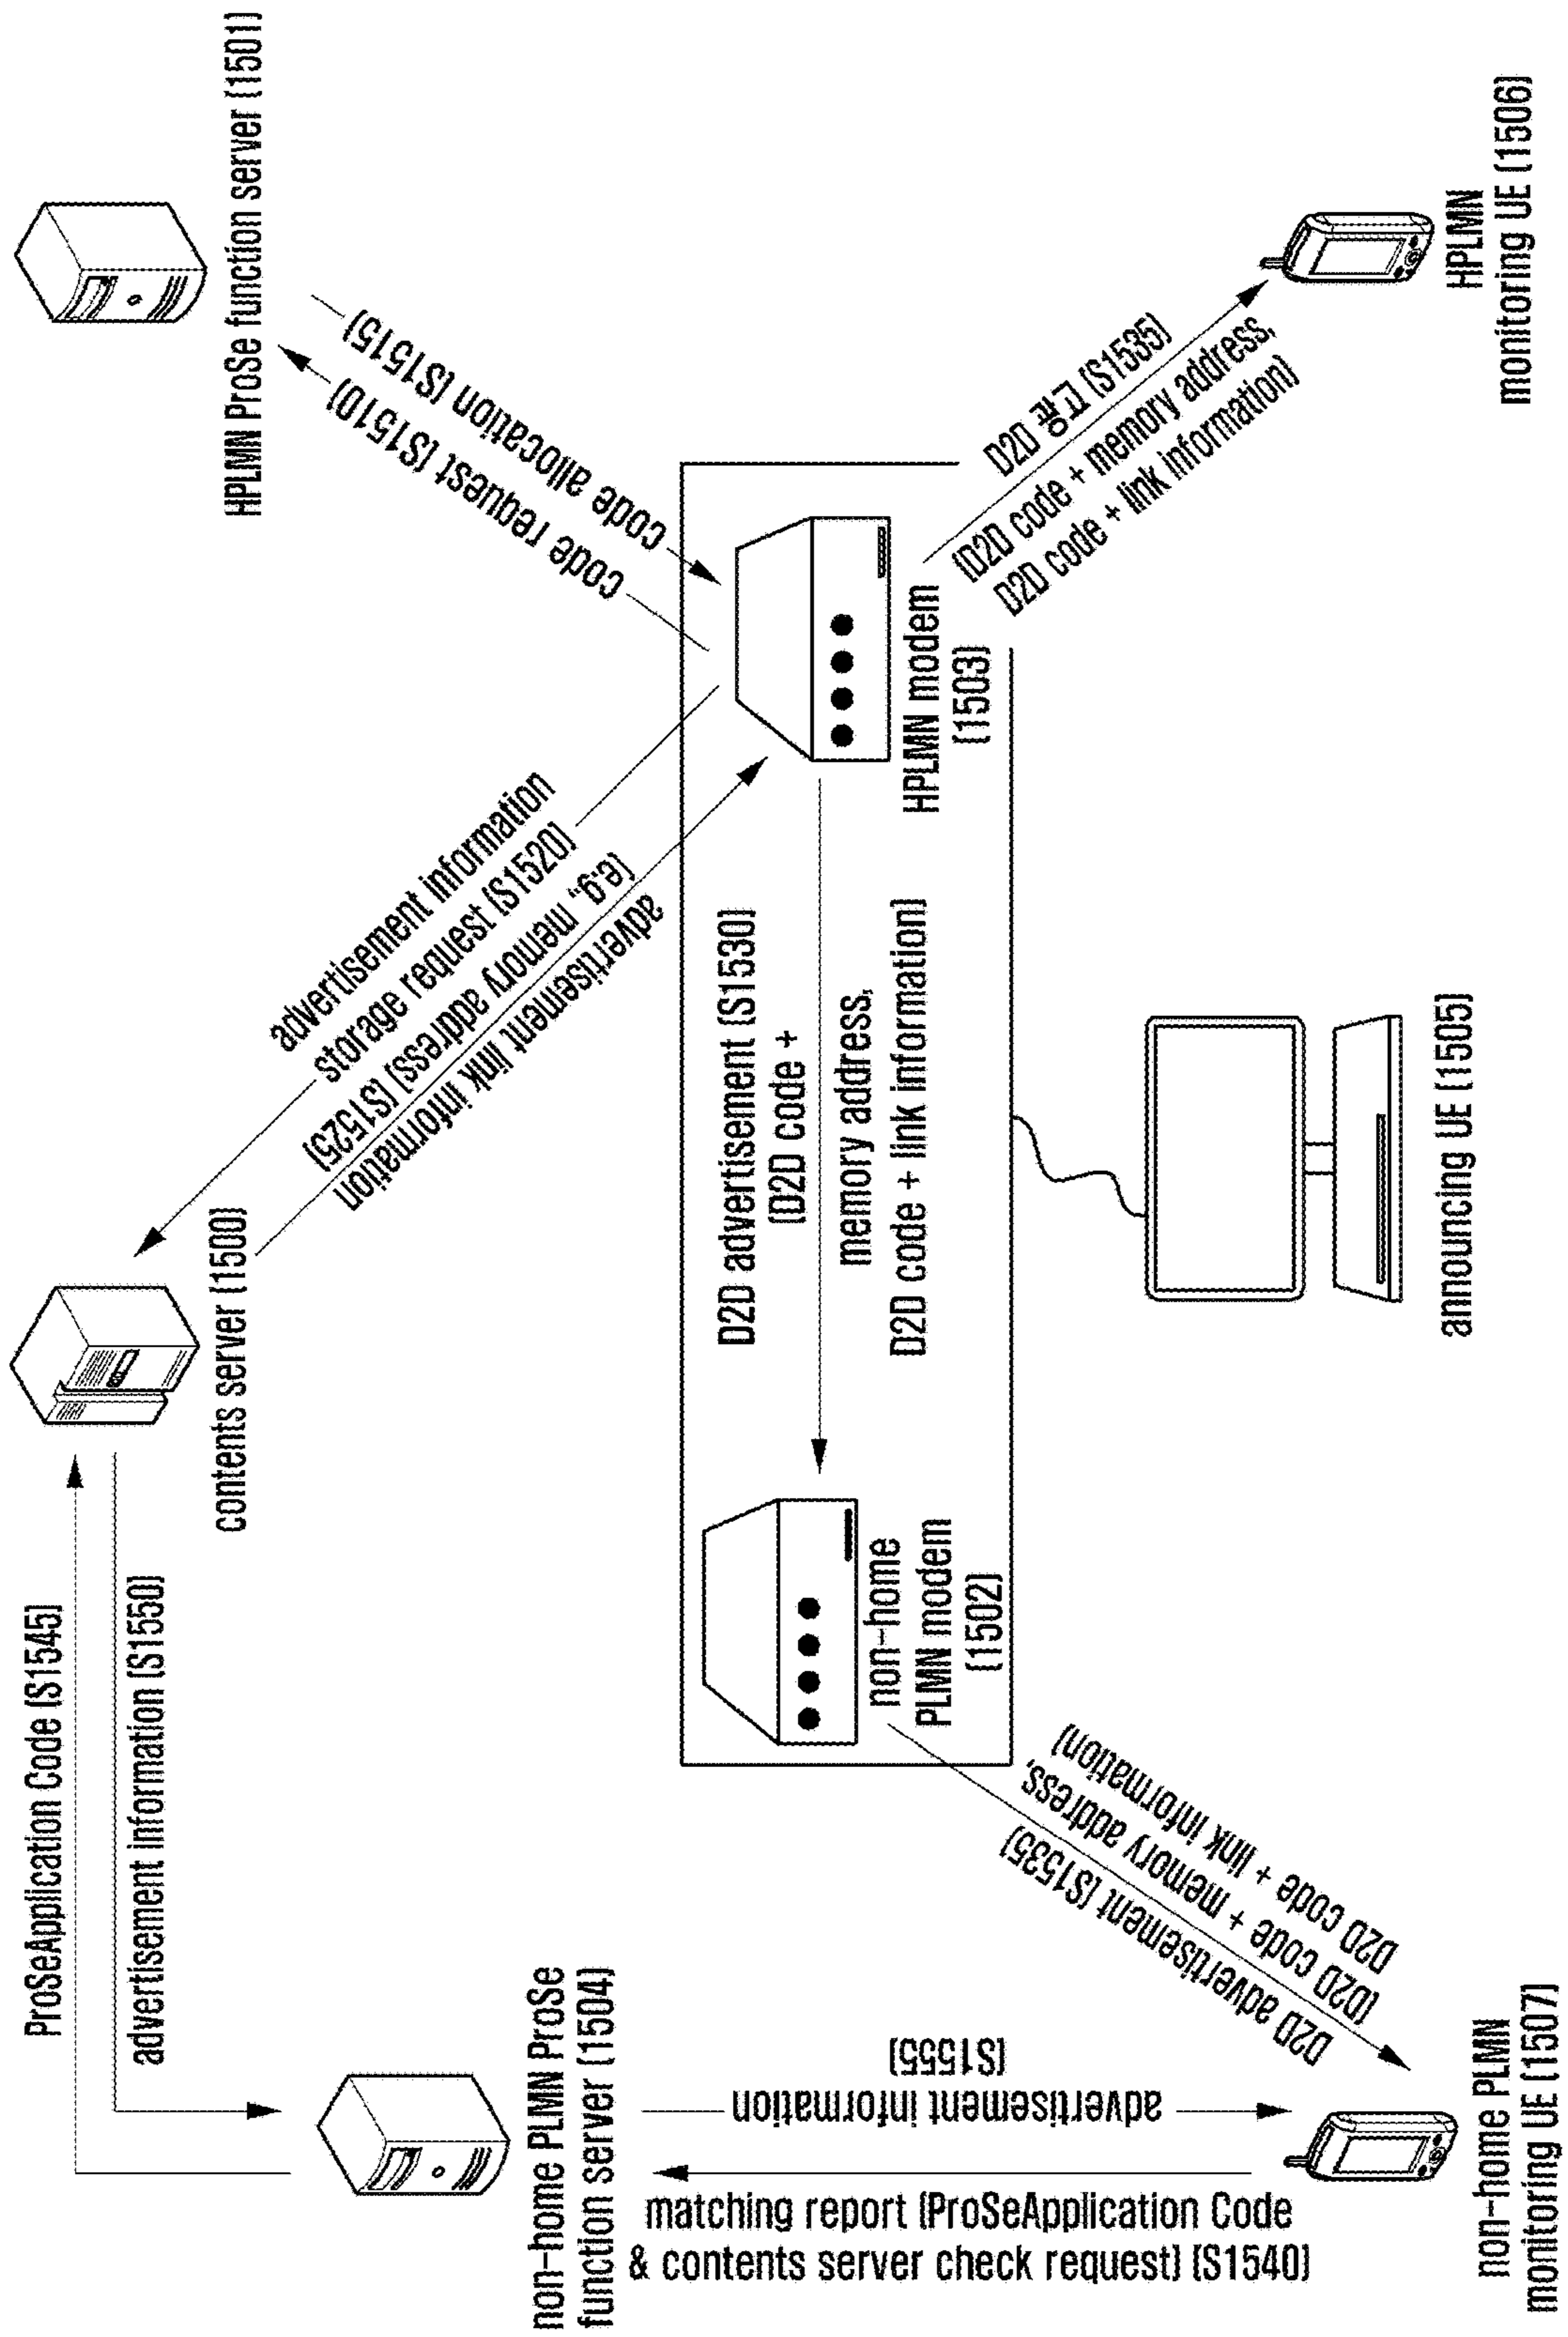 ProSeApplication Code (S1545)
advertisement information (S1550)
contents server (1500)
HPLMN ProSe function server (1501)
non-home PLMN ProSe
function server (1504)
advertisement information
storage request (S1520)
advertisement link information
(e.g., memory address) (S1525)
code request (S1510)
code allocation (S1515)
D2D advertisement (S1530)
(D2D code +
memory address,
D2D code + link information)
non-home
PLMN modem
(1502)
HPLMN modem
(1503)
advertisement information
(S1555)
matching report (ProSeApplication Code
& contents server check request) (S1540)
D2D advertisement (S1535)
(D2D code + memory address,
D2D code + link information)
D2D 광고 (S1535)
(D2D code + memory address,
D2D code + link information)
non-home PLMN
monitoring UE (1507)
announcing UE (1505)
HPLMN
monitoring UE (1506)